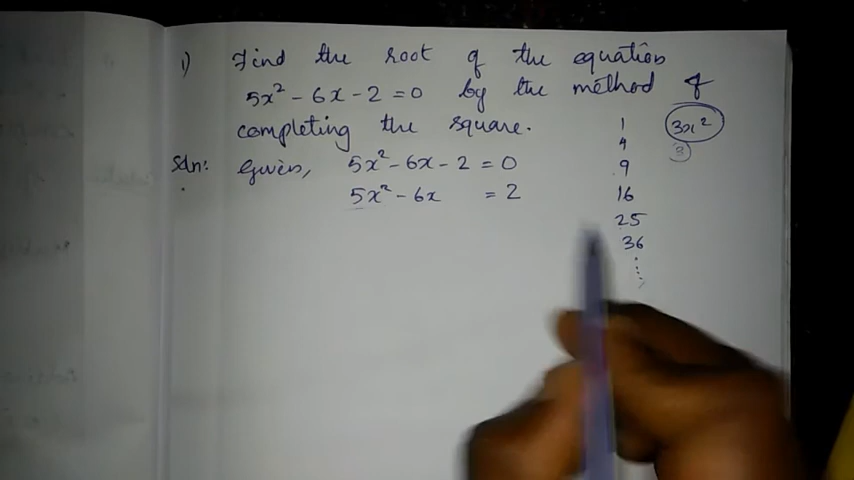 1) Find the root of the equation
5x² - 6x - 2 = 0 by the method of
completing the square.
Soln: Given, 5x² - 6x - 2 = 0
5x² - 6x = 2
1
4
9
16
25
36
3x²
3